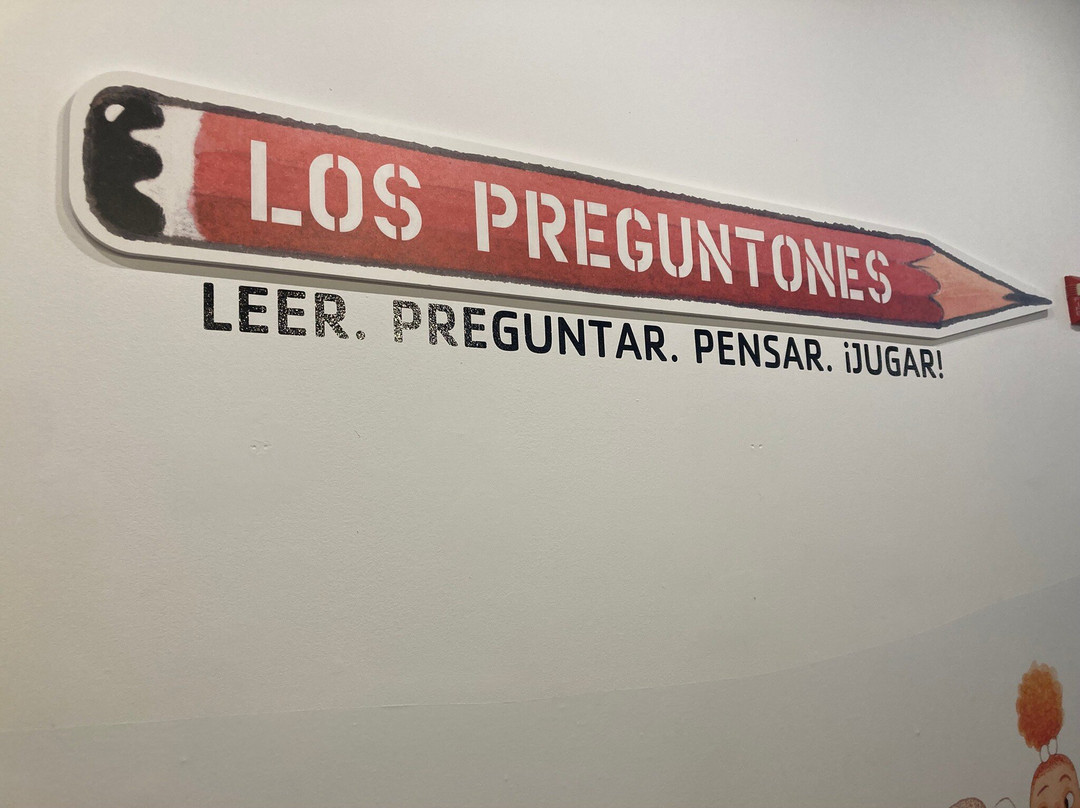 LOS PREGUNTONES
LEER. PREGUNTAR. PENSAR. ¡JUGAR!